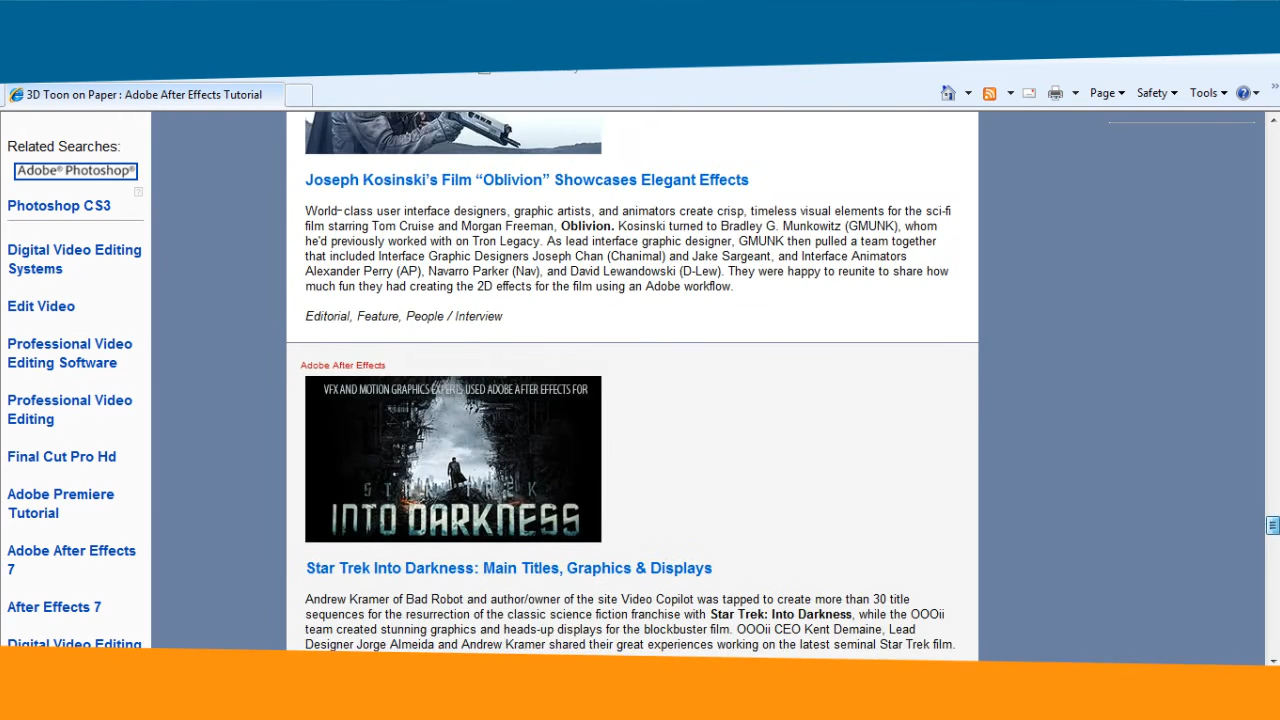 3D Toon on Paper : Adobe After Effects Tutorial
Page
Safety
Tools
Related Searches:
Adobe® Photoshop®
Photoshop CS3
Digital Video Editing
Systems
Edit Video
Professional Video
Editing Software
Professional Video
Editing
Final Cut Pro Hd
Adobe Premiere
Tutorial
Adobe After Effects
7
After Effects 7
Digital Video Editing
Joseph Kosinski's Film “Oblivion” Showcases Elegant Effects
World-class user interface designers, graphic artists, and animators create crisp, timeless visual elements for the sci-fi
film starring Tom Cruise and Morgan Freeman, Oblivion. Kosinski turned to Bradley G. Munkowitz (GMUNK), whom
he'd previously worked with on Tron Legacy. As lead interface graphic designer, GMUNK then pulled a team together
that included Interface Graphic Designers Joseph Chan (Chanimal) and Jake Sargeant, and Interface Animators
Alexander Perry (AP), Navarro Parker (Nav), and David Lewandowski (D-Lew). They were happy to reunite to share how
much fun they had creating the 2D effects for the film using an Adobe workflow.
Editorial, Feature, People / Interview
Adobe After Effects
VFX AND MOTION GRAPHICS EXPERTS USED ADOBE AFTER EFFECTS FOR
STAR TREK
INTO DARKNESS
Star Trek Into Darkness: Main Titles, Graphics & Displays
Andrew Kramer of Bad Robot and author/owner of the site Video Copilot was tapped to create more than 30 title
sequences for the resurrection of the classic science fiction franchise with Star Trek: Into Darkness, while the OOOii
team created stunning graphics and heads-up displays for the blockbuster film. OOOii CEO Kent Demaine, Lead
Designer Jorge Almeida and Andrew Kramer shared their great experiences working on the latest seminal Star Trek film.